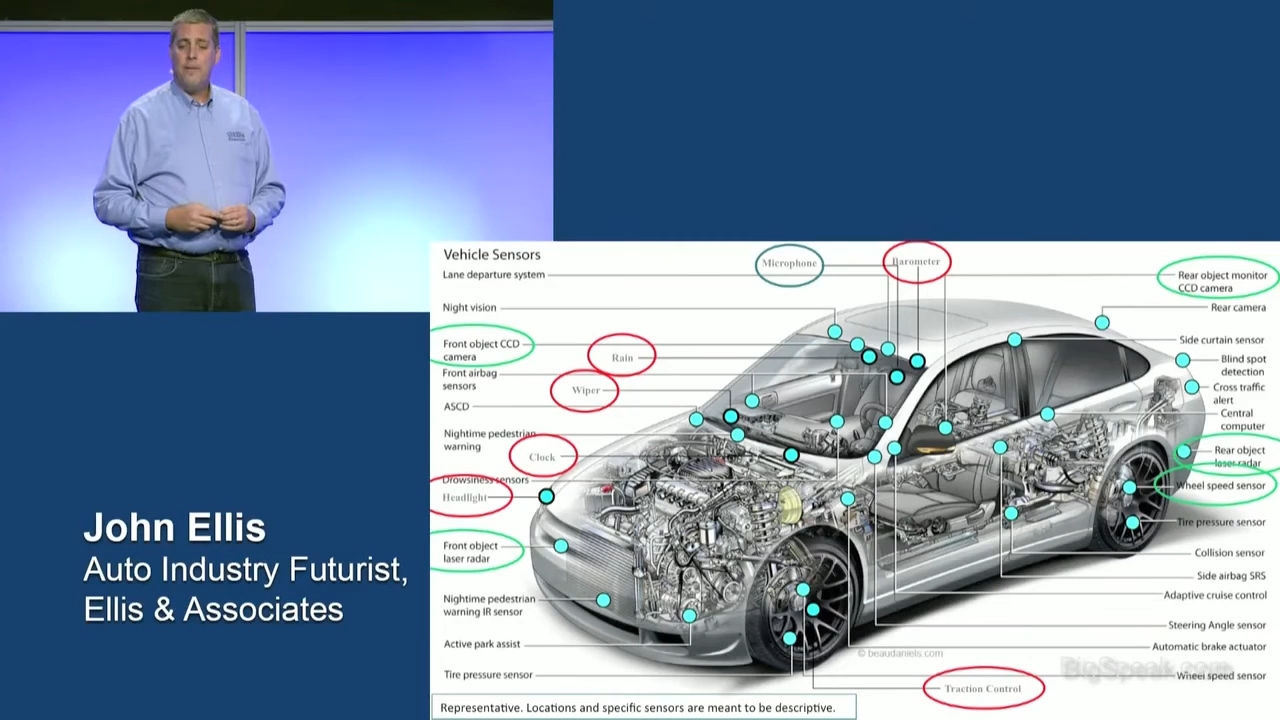 Vehicle Sensors
Lane departure system
Night vision
Front object CCD
camera
Front airbag
sensors
ASCD
Nightime pedestrian
warning
Drowsiness sensors
Headlight
Front object
laser radar
Nightime pedestrian
warning IR sensor
Active park assist
Tire pressure sensor
Microphone
Barometer
Rain
Wiper
Clock
Rear object monitor
CCD camera
Rear camera
Side curtain sensor
Blind spot
detection
Cross traffic
alert
Central
computer
Rear object
laser radar
Wheel speed sensor
Tire pressure sensor
Collision sensor
Side airbag SRS
Adaptive cruise control
Steering Angle sensor
Automatic brake actuator
Wheel speed sensor
Traction Control
© beaudaniels.com
BigSpeak.com
Representative. Locations and specific sensors are meant to be descriptive.
John Ellis
Auto Industry Futurist,
Ellis & Associates